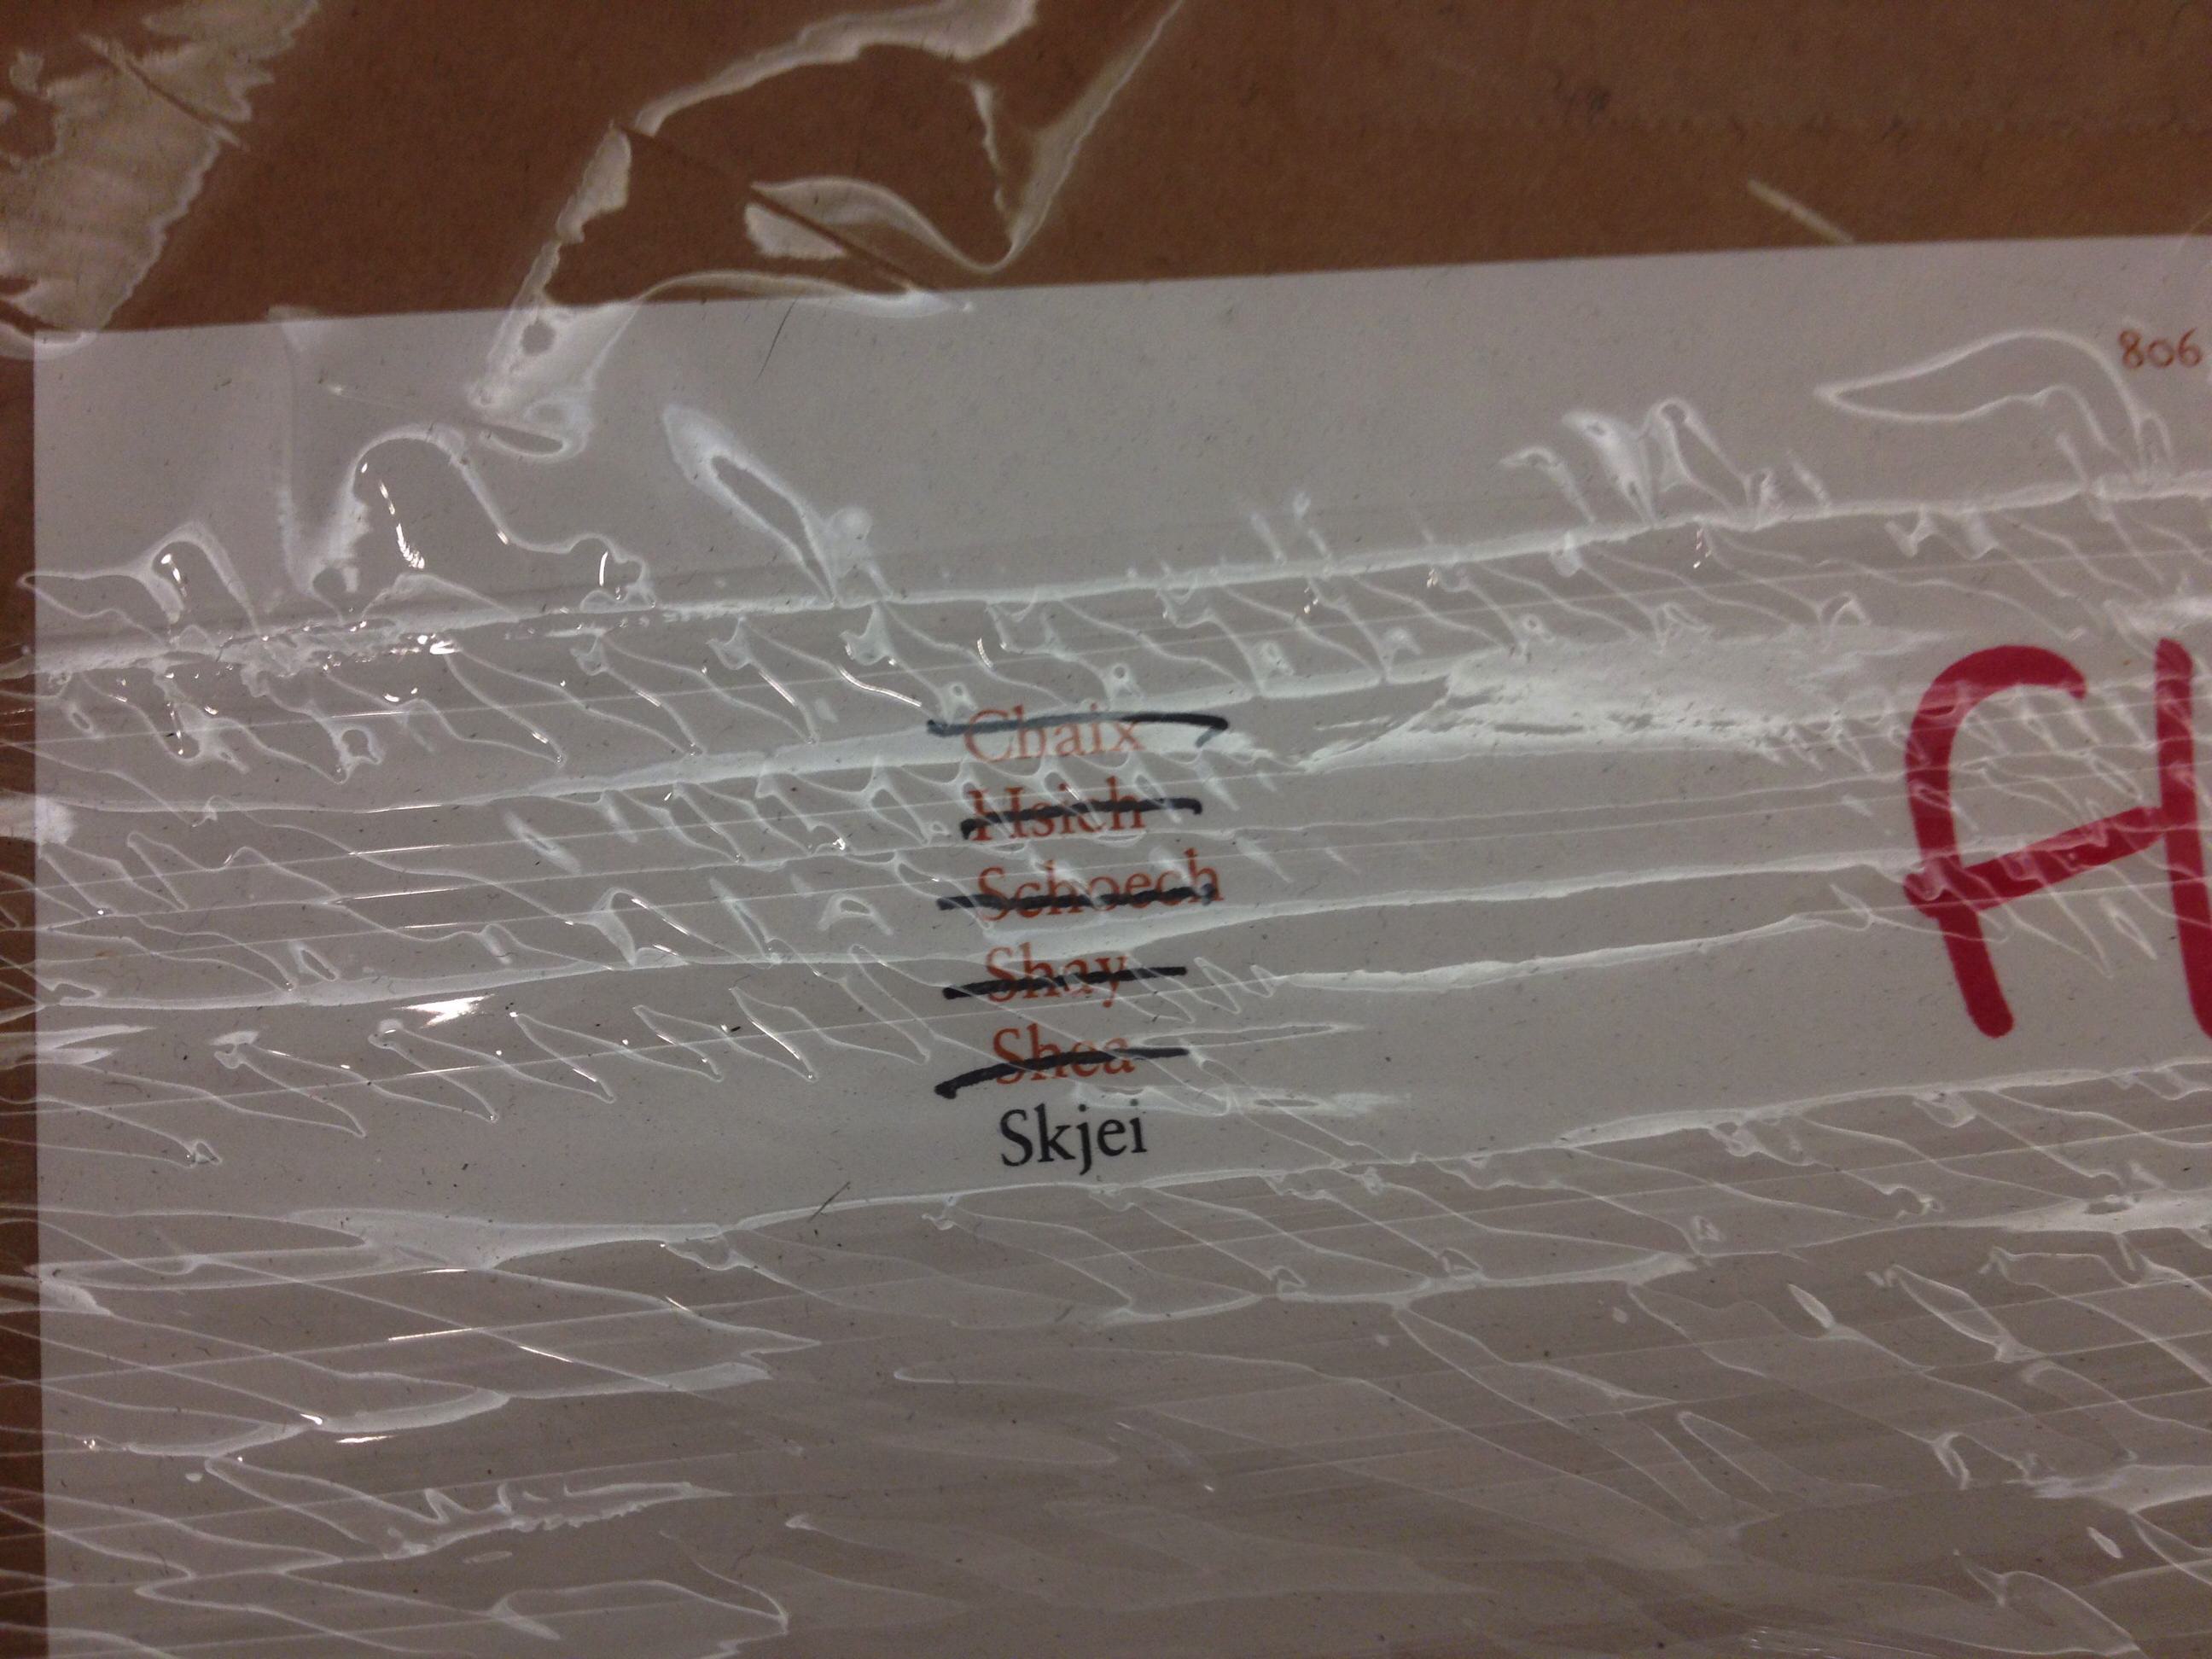 806
Chaix
Hsieh
Schoech
Shay
Shea
Skjei